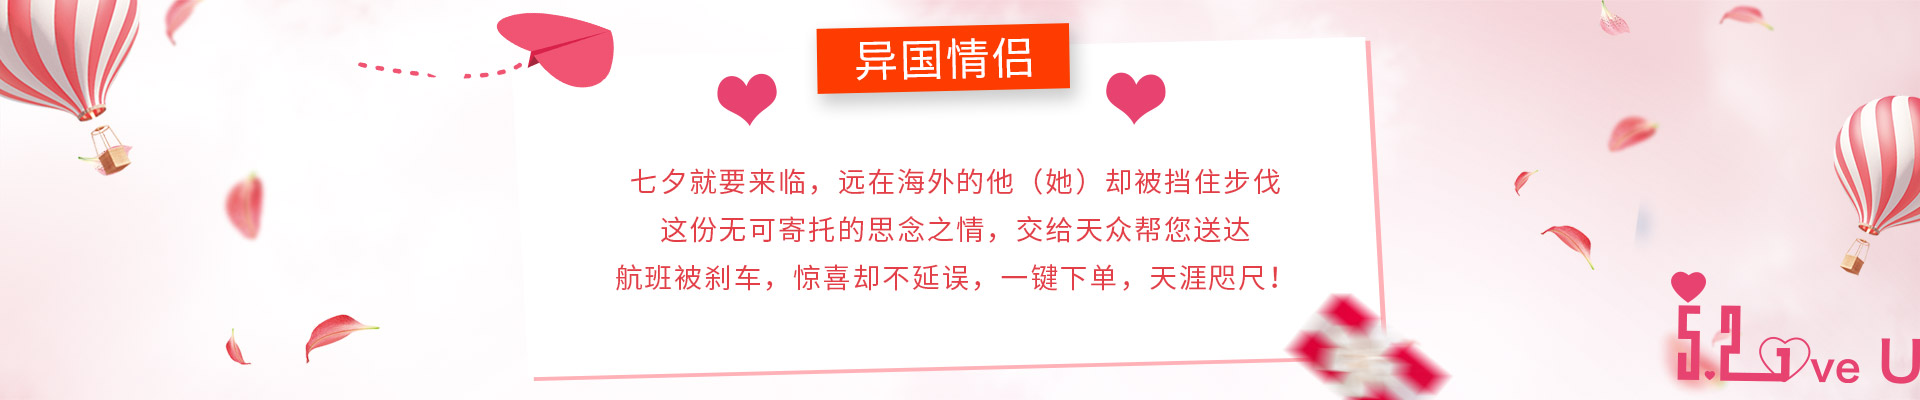 异国情侣
七夕就要来临，远在海外的他（她）却被挡住步伐
这份无可寄托的思念之情，交给天众帮您送达
航班被刹车，惊喜却不延误，一键下单，天涯咫尺！
5.21ove U